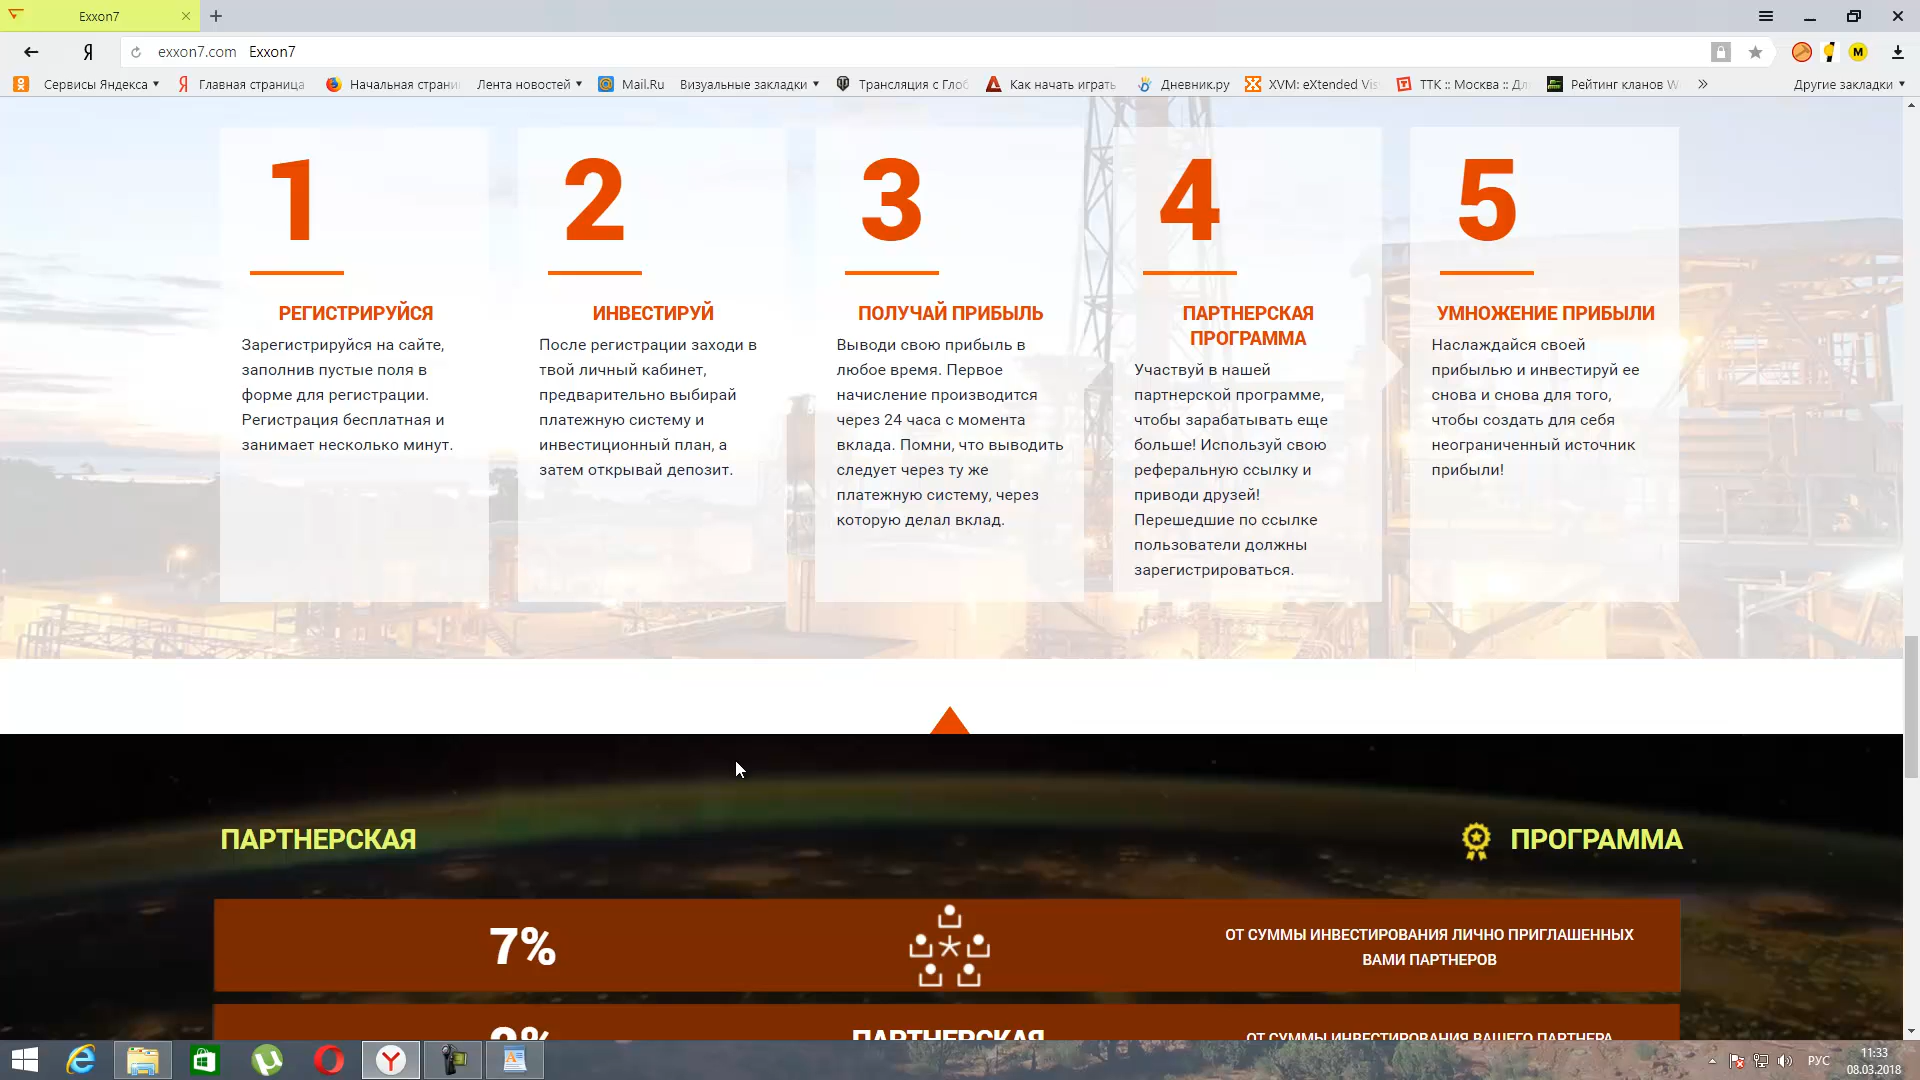 Exxon7
exxon7.com Exxon7
Сервисы Яндекса
Главная страница
Начальная страни
Лента новостей
Mail.Ru
Визуальные закладки
Трансляция с Глоб
Как начать играть
Дневник.ру
XVM: eXtended Vis
ТТК :: Москва :: Дл
Рейтинг кланов W
Другие закладки
1
РЕГИСТРИРУЙСЯ
Зарегистрируйся на сайте,
заполнив пустые поля в
форме для регистрации.
Регистрация бесплатная и
занимает несколько минут.
2
ИНВЕСТИРУЙ
После регистрации заходи в
твой личный кабинет,
предварительно выбирай
платежную систему и
инвестиционный план, а
затем открывай депозит.
3
ПОЛУЧАЙ ПРИБЫЛЬ
Выводи свою прибыль в
любое время. Первое
начисление производится
через 24 часа с момента
вклада. Помни, что выводить
следует через ту же
платежную систему, через
которую делал вклад.
4
ПАРТНЕРСКАЯ
ПРОГРАММА
Участвуй в нашей
партнерской программе,
чтобы зарабатывать еще
больше! Используй свою
реферальную ссылку и
приводи друзей!
Перешедшие по ссылке
пользователи должны
зарегистрироваться.
5
УМНОЖЕНИЕ ПРИБЫЛИ
Наслаждайся своей
прибылью и инвестируй ее
снова и снова для того,
чтобы создать для себя
неограниченный источник
прибыли!
ПАРТНЕРСКАЯ
ПРОГРАММА
7%
ОТ СУММЫ ИНВЕСТИРОВАНИЯ ЛИЧНО ПРИГЛАШЕННЫХ
ВАМИ ПАРТНЕРОВ
ПАРТНЕРСКАЯ
ОТ СУММЫ ИНВЕСТИРОВАНИЯ ВАШЕГО ПАРТНЕРА
РУС
11:33
08.03.2018